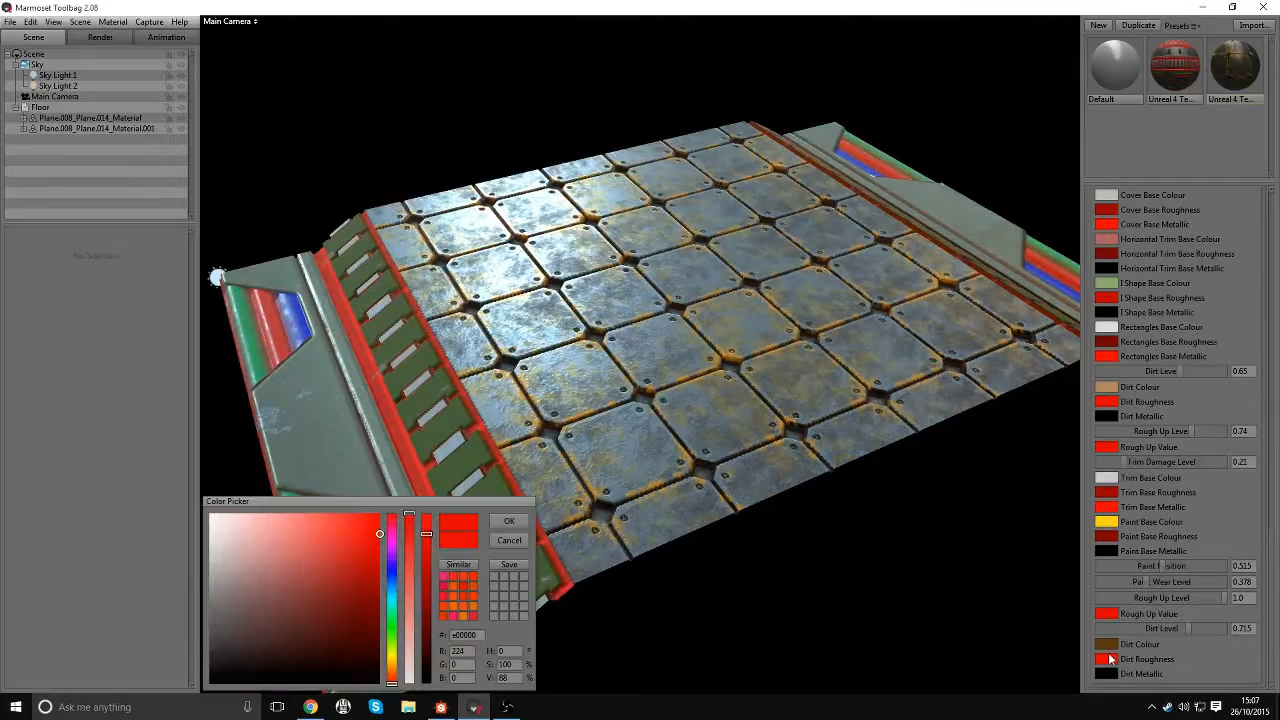 Marmoset Toolbag 2.08
File Edit View Scene Material Capture Help
Scene Render Animation
Scene
Sky
Sky Light 1
Sky Light 2
Main Camera
Floor
Plane.008_Plane.014_Material
Plane.008_Plane.014_Material.001
No Selection
Main Camera
New Duplicate Presets Import...
Default Unreal 4 Te... Unreal 4 Te...
Cover Base Colour
Cover Base Roughness
Cover Base Metallic
Horizontal Trim Base Colour
Horizontal Trim Base Roughness
Horizontal Trim Base Metallic
I Shape Base Colour
I Shape Base Roughness
I Shape Base Metallic
Rectangles Base Colour
Rectangles Base Roughness
Rectangles Base Metallic
Dirt Level 0.65
Dirt Colour
Dirt Roughness
Dirt Metallic
Rough Up Level 0.74
Rough Up Value
Trim Damage Level 0.21
Trim Base Colour
Trim Base Roughness
Trim Base Metallic
Paint Base Colour
Paint Base Roughness
Paint Base Metallic
Paint Position 0.515
Paint Wear Level 0.378
Rough Up Level 1.0
Rough Up Value
Dirt Level 0.715
Dirt Colour
Dirt Roughness
Dirt Metallic
Color Picker
OK
Cancel
Similar Save
#: e00000
R: 224 H: 0 °
G: 0 S: 100 %
B: 0 V: 88 %
Ask me anything
15:07
26/10/2015